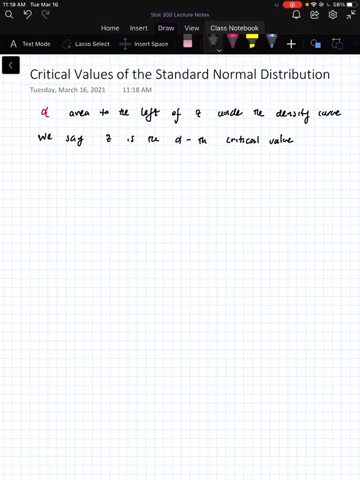 11:19 AM Tue Mar 16
58%
Stat 300 Lecture Notes
Home Insert Draw View Class Notebook
Text Mode Lasso Select Insert Space
Critical Values of the Standard Normal Distribution
Tuesday, March 16, 2021 11:18 AM
α area to the left of z under the density curve
We say z is the α-th critical value